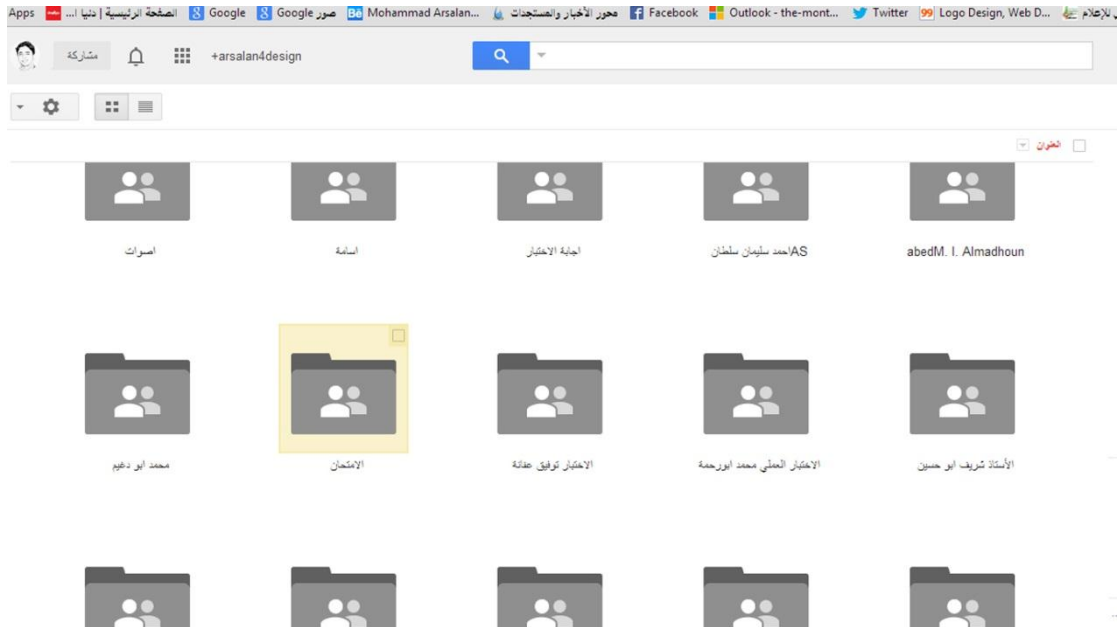 Apps الصفحة الرئيسية | دنيا ا... Google صور Google Mohammad Arsalan... محور الأخبار والمستجدات Facebook Outlook - the-mont... Twitter Logo Design, Web D...
مشاركة +arsalan4design
العنوان
abedM. I. Almadhoun
ASاحمد سليمان سلطان
اجابة الاختبار
اسامة
اصوات
الأستاذ شريف ابو حسين
الاختبار العملي محمد ابورحمة
الاختبار توفيق عنانة
الامتحان
محمد ابو دغيم